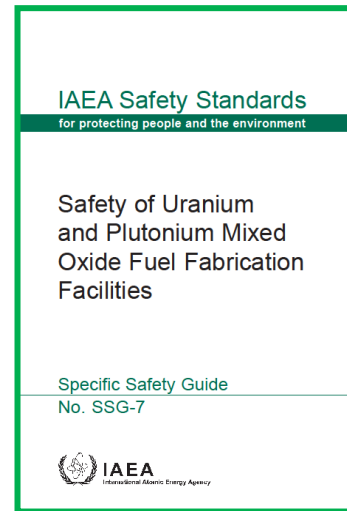 IAEA Safety Standards
for protecting people and the environment
Safety of Uranium
and Plutonium Mixed
Oxide Fuel Fabrication
Facilities
Specific Safety Guide
No. SSG-7
IAEA
International Atomic Energy Agency